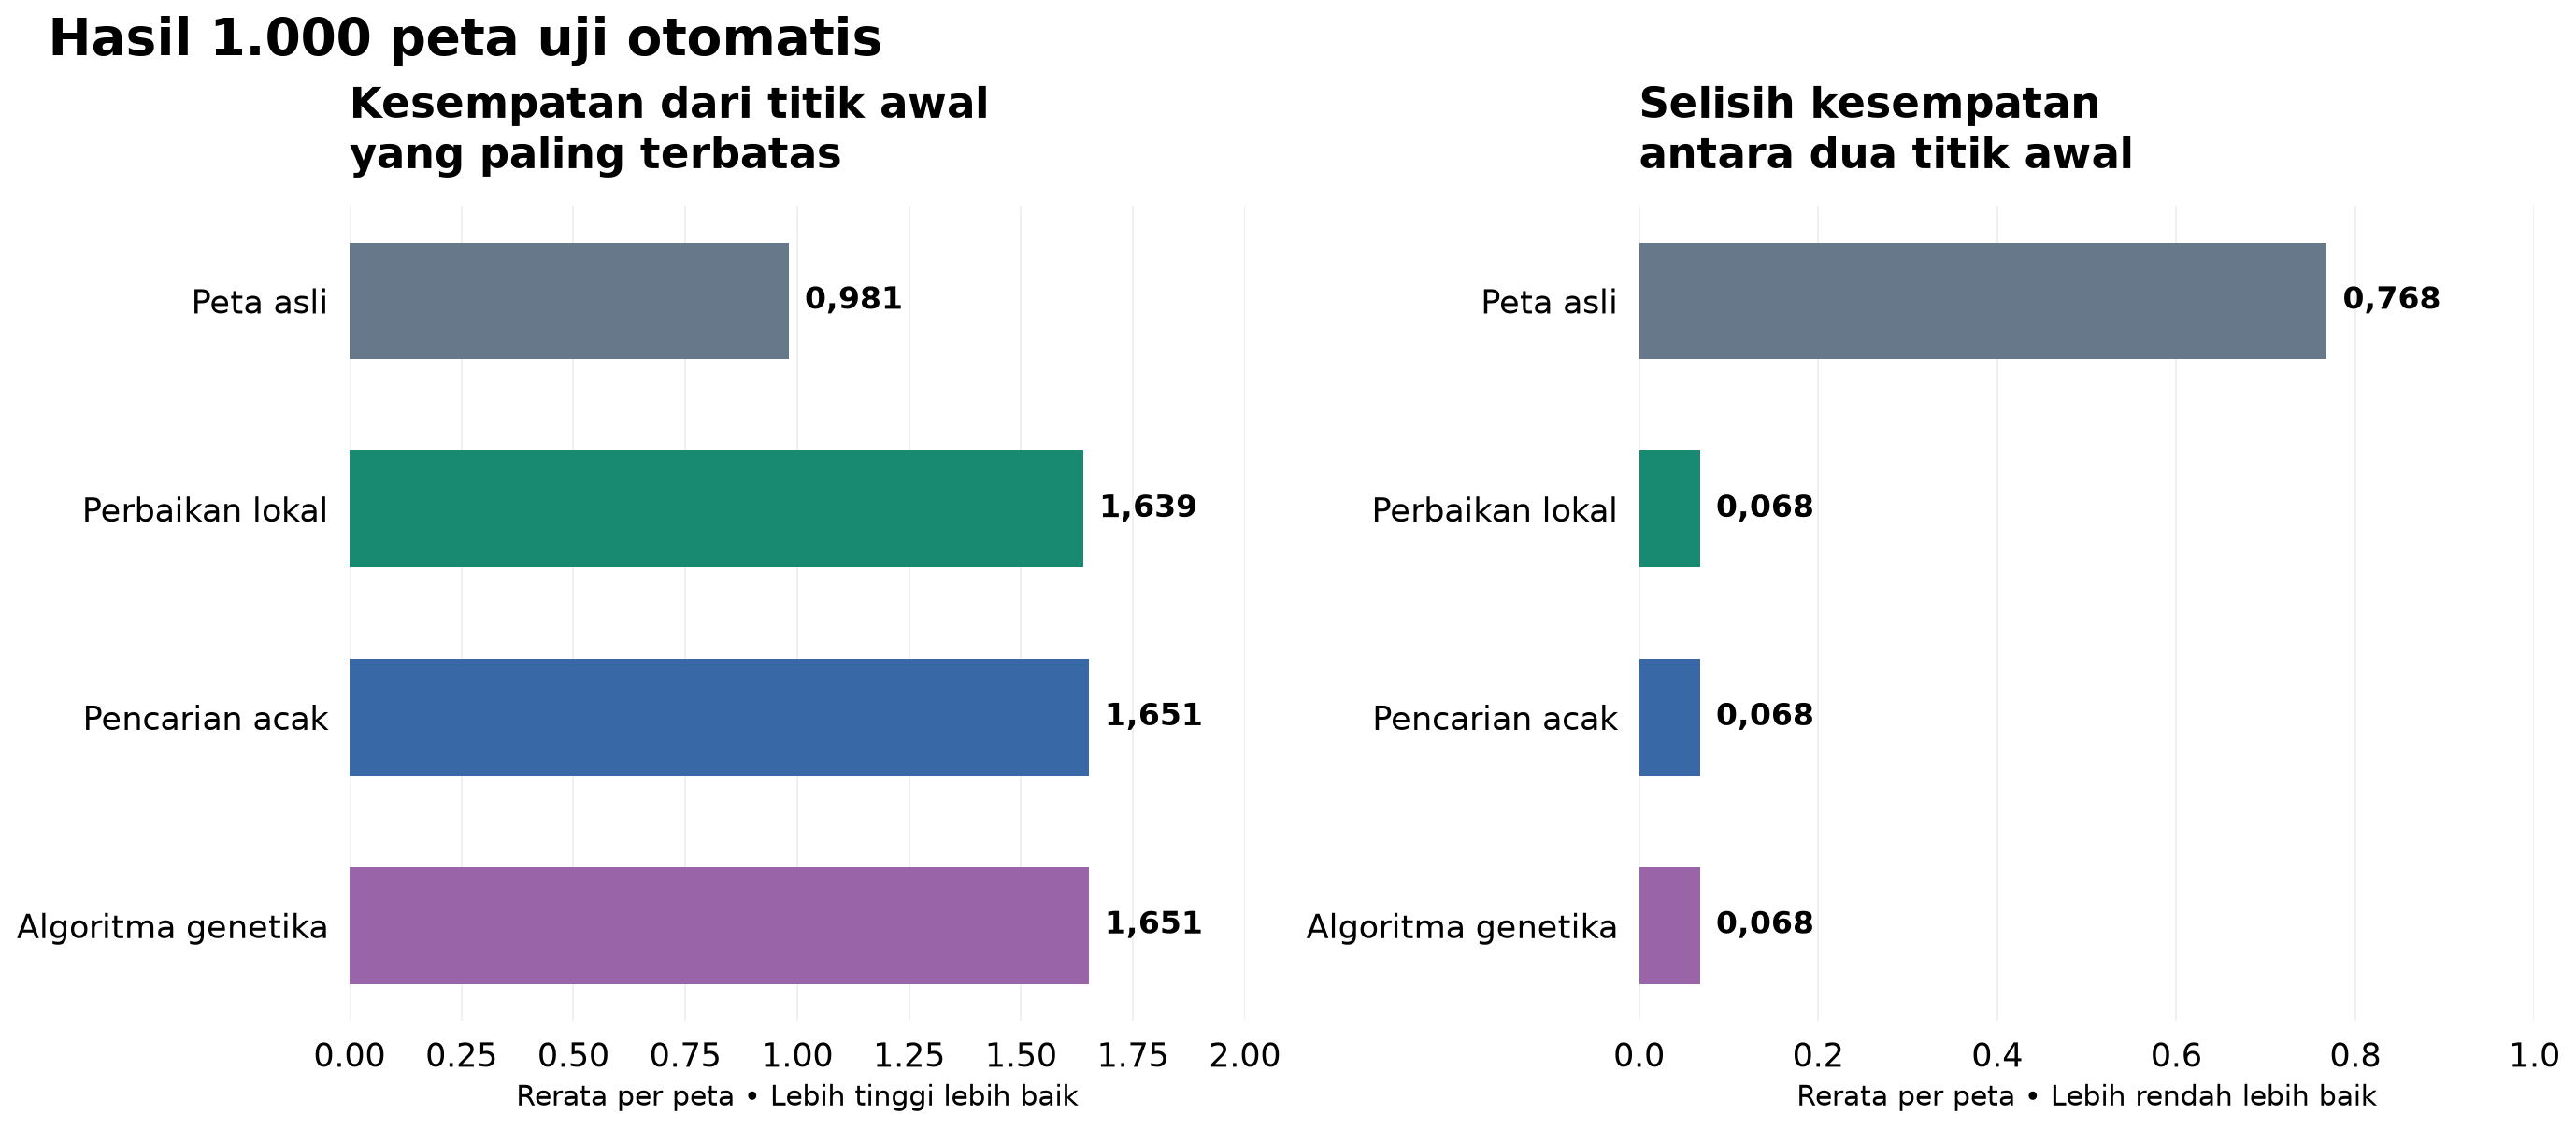 Hasil 1.000 peta uji otomatis
Kesempatan dari titik awal
yang paling terbatas
Peta asli
0,981
Perbaikan lokal
1,639
Pencarian acak
1,651
Algoritma genetika
1,651
0.00 0.25 0.50 0.75 1.00 1.25 1.50 1.75 2.00
Rerata per peta • Lebih tinggi lebih baik
Selisih kesempatan
antara dua titik awal
Peta asli
0,768
Perbaikan lokal
0,068
Pencarian acak
0,068
Algoritma genetika
0,068
0.0 0.2 0.4 0.6 0.8 1.0
Rerata per peta • Lebih rendah lebih baik